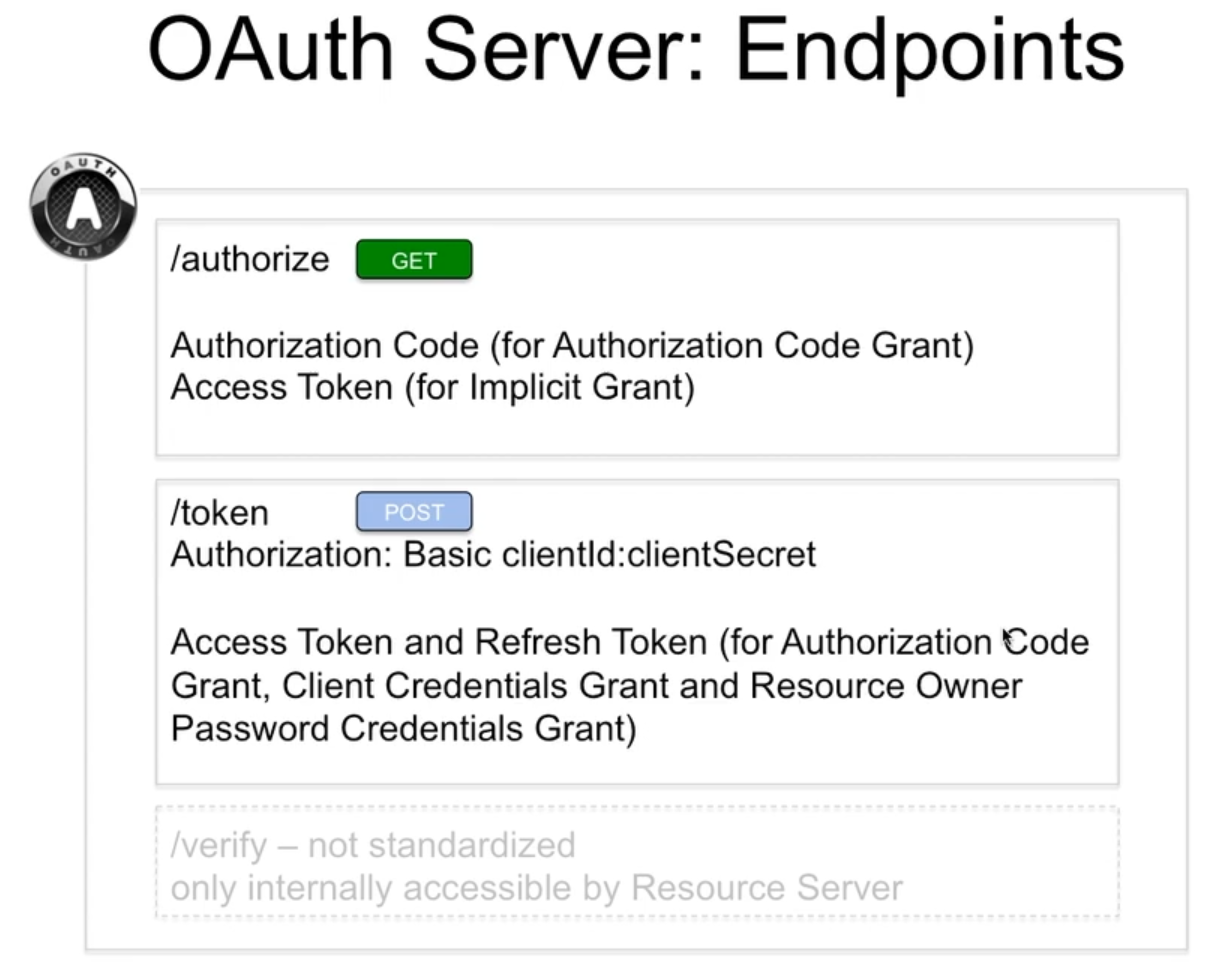 OAuth Server: Endpoints
OAUTH
A
OAUTH
/authorize GET
Authorization Code (for Authorization Code Grant)
Access Token (for Implicit Grant)
/token POST
Authorization: Basic clientId:clientSecret
Access Token and Refresh Token (for Authorization Code
Grant, Client Credentials Grant and Resource Owner
Password Credentials Grant)
/verify – not standardized
only internally accessible by Resource Server